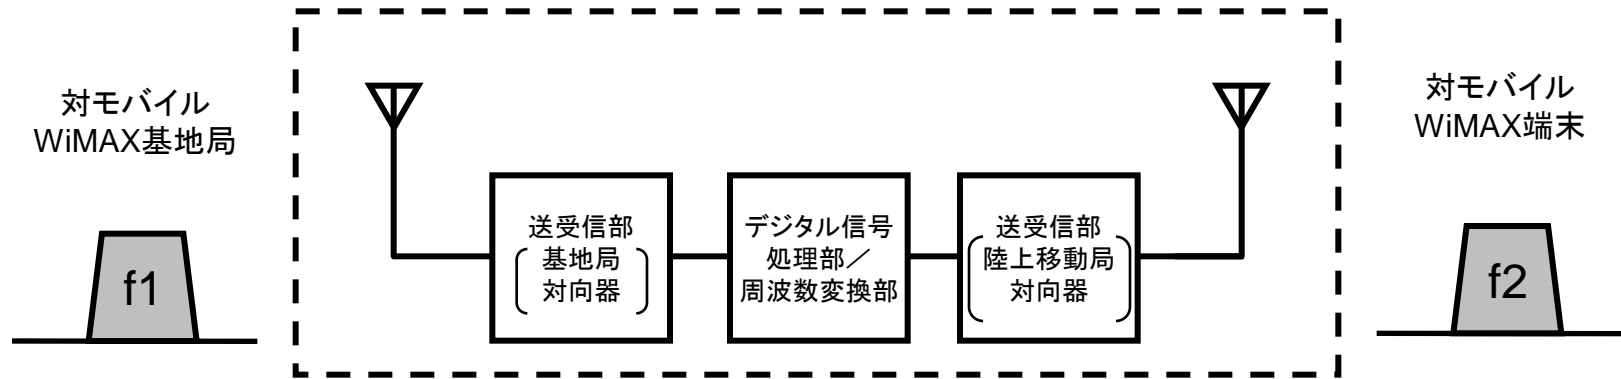 対モバイル
WiMAX基地局
f1
送受信部
基地局
対向器
デジタル信号
処理部／
周波数変換部
送受信部
陸上移動局
対向器
対モバイル
WiMAX端末
f2